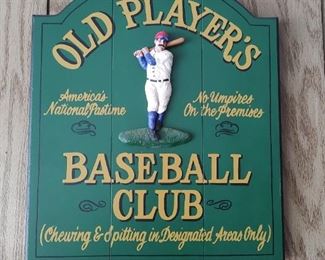 OLD PLAYER'S
America's
National Pastime
No Umpires
On the Premises
BASEBALL
CLUB
(Chewing & Spitting in Designated Areas Only)